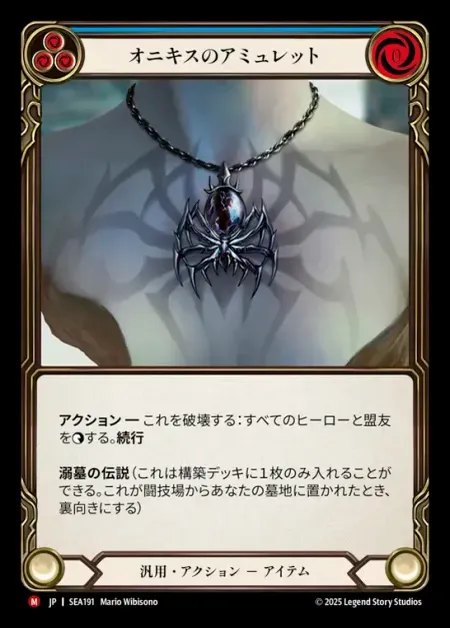 オニキスのアミュレット
0
アクション ー これを破壊する：すべてのヒーローと盟友
をする。続行
溺墓の伝説（これは構築デッキに１枚のみ入れることが
できる。これが闘技場からあなたの墓地に置かれたとき、
裏向きにする）
汎用・アクション － アイテム
M JP | SEA191 Mario Wibisono
© 2025 Legend Story Studios